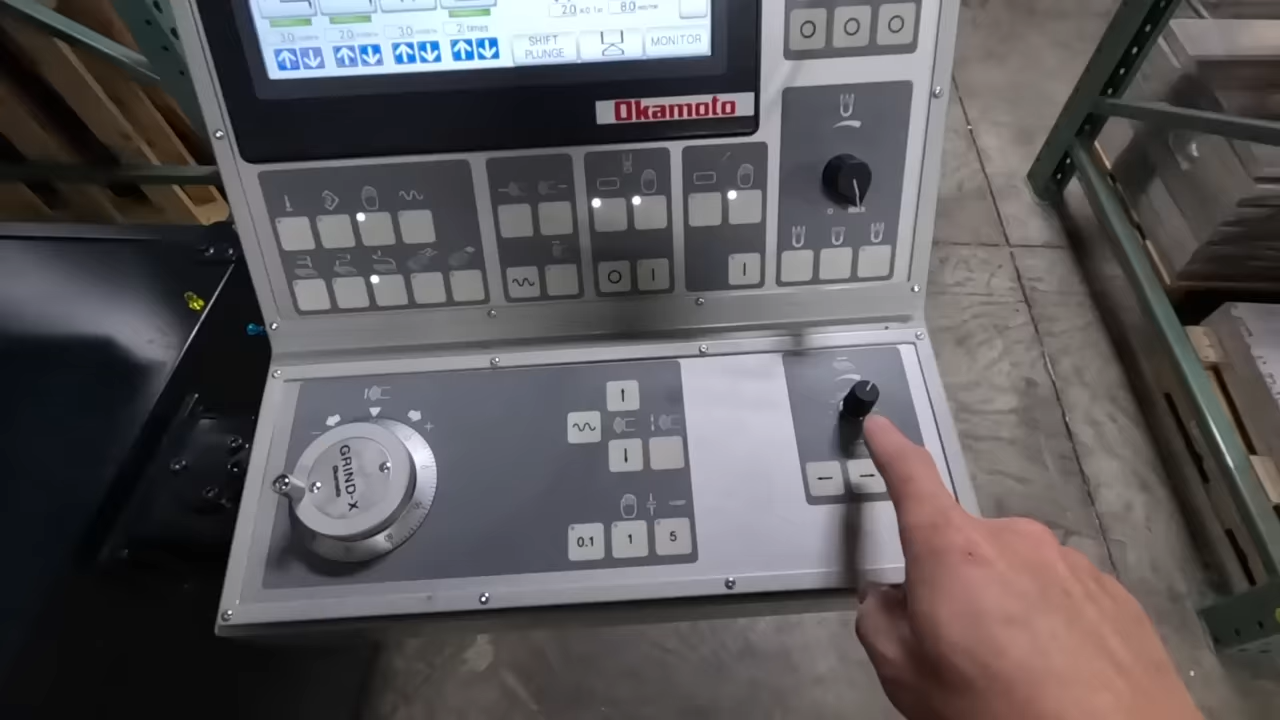 3.0 2.0 3.0 2 times
2.0 8.0
SHIFT
PLUNGE
MONITOR
Okamoto
GRIND-X
Okamoto
0.1 1 5